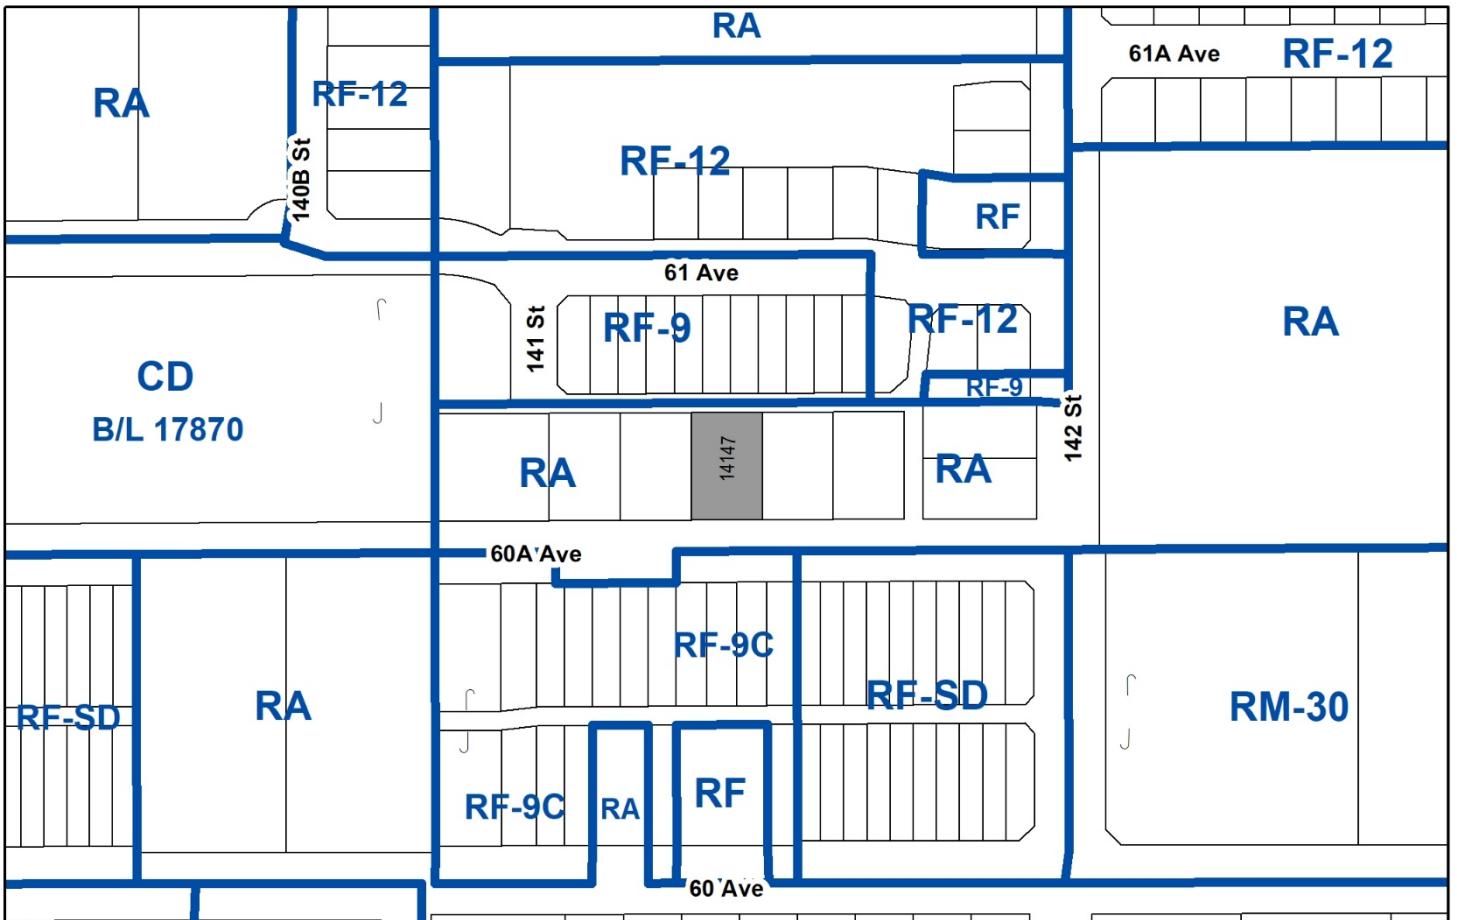 RA
61A Ave
RF-12
RA
RF-12
140B St
RF-12
RF
61 Ave
141 St
RF-9
RF-12
RA
CD
B/L 17870
RF-9
142 St
RA
14147
RA
60A Ave
RF-9C
RF-SD
RF-SD
RA
RM-30
RF-9C
RA
RF
60 Ave